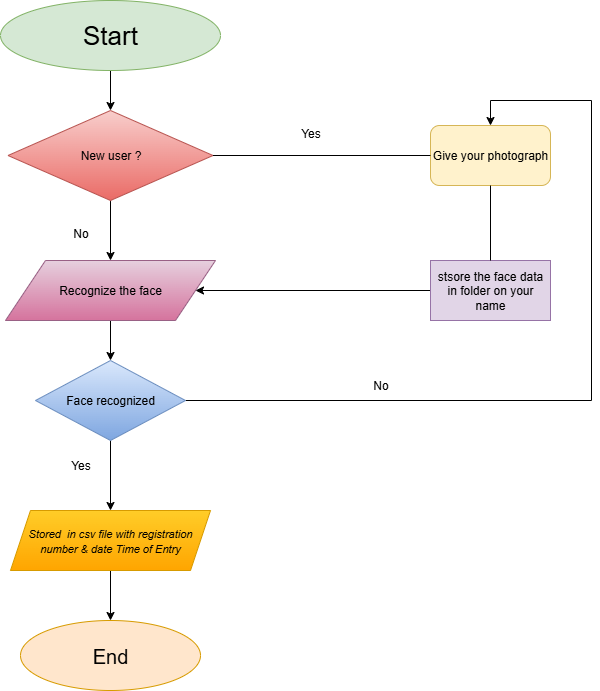 Start
New user ?
Yes
Give your photograph
No
stsore the face data
in folder on your
name
Recognize the face
Face recognized
No
Yes
Stored in csv file with registration
number & date Time of Entry
End